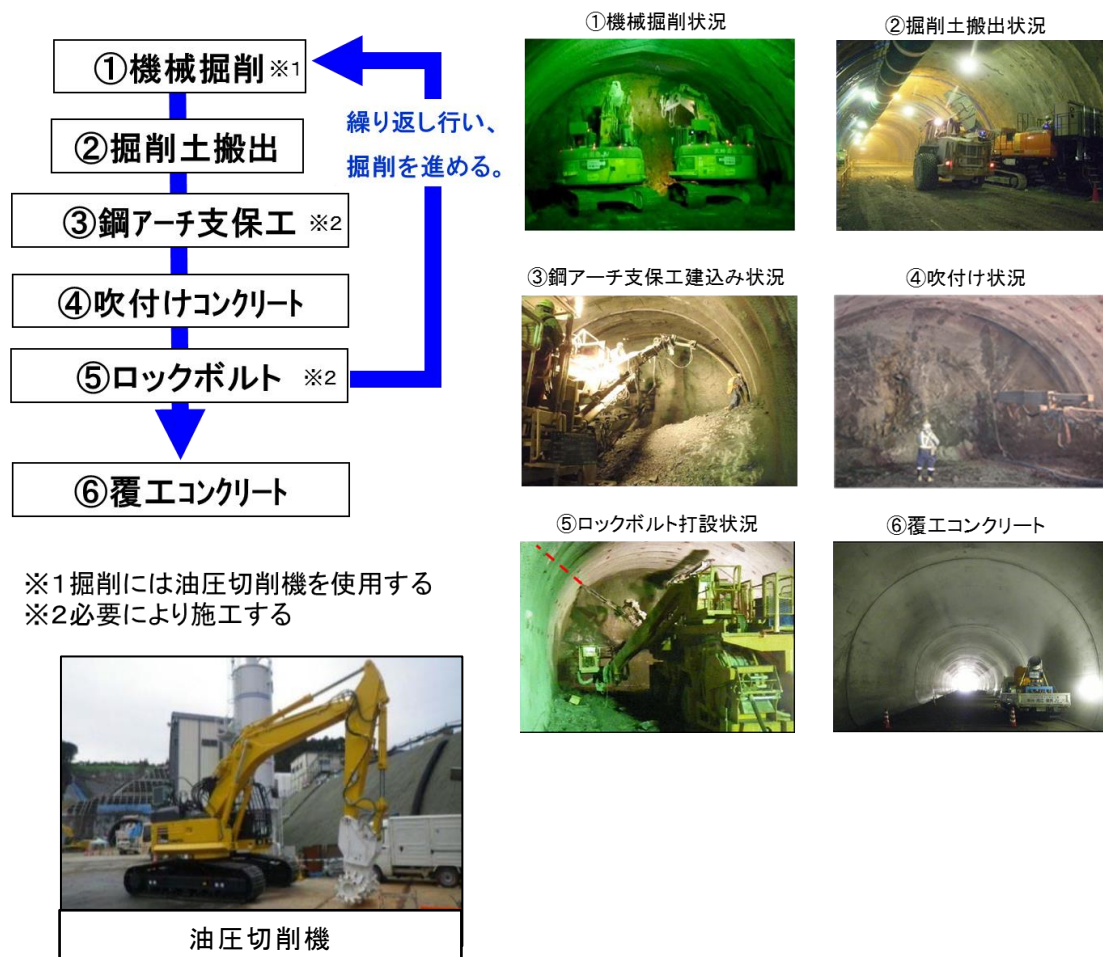 ①機械掘削※1
②掘削土搬出
③鋼アーチ支保工 ※2
④吹付けコンクリート
⑤ロックボルト ※2
⑥覆工コンクリート
繰り返し行い、
掘削を進める。
※1掘削には油圧切削機を使用する
※2必要により施工する
油圧切削機
①機械掘削状況
②掘削土搬出状況
③鋼アーチ支保工建込み状況
④吹付け状況
⑤ロックボルト打設状況
⑥覆工コンクリート